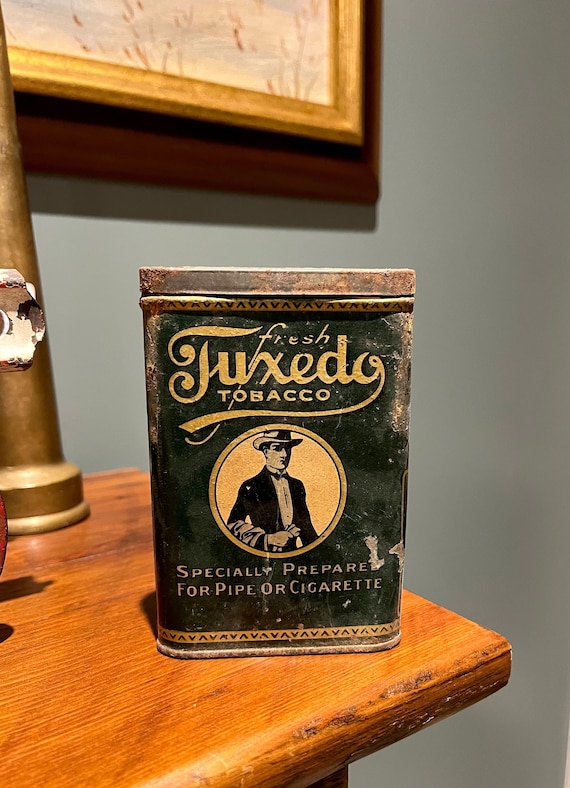 fresh
Tuxedo
TOBACCO
SPECIALLY PREPARED
FOR PIPE OR CIGARETTE